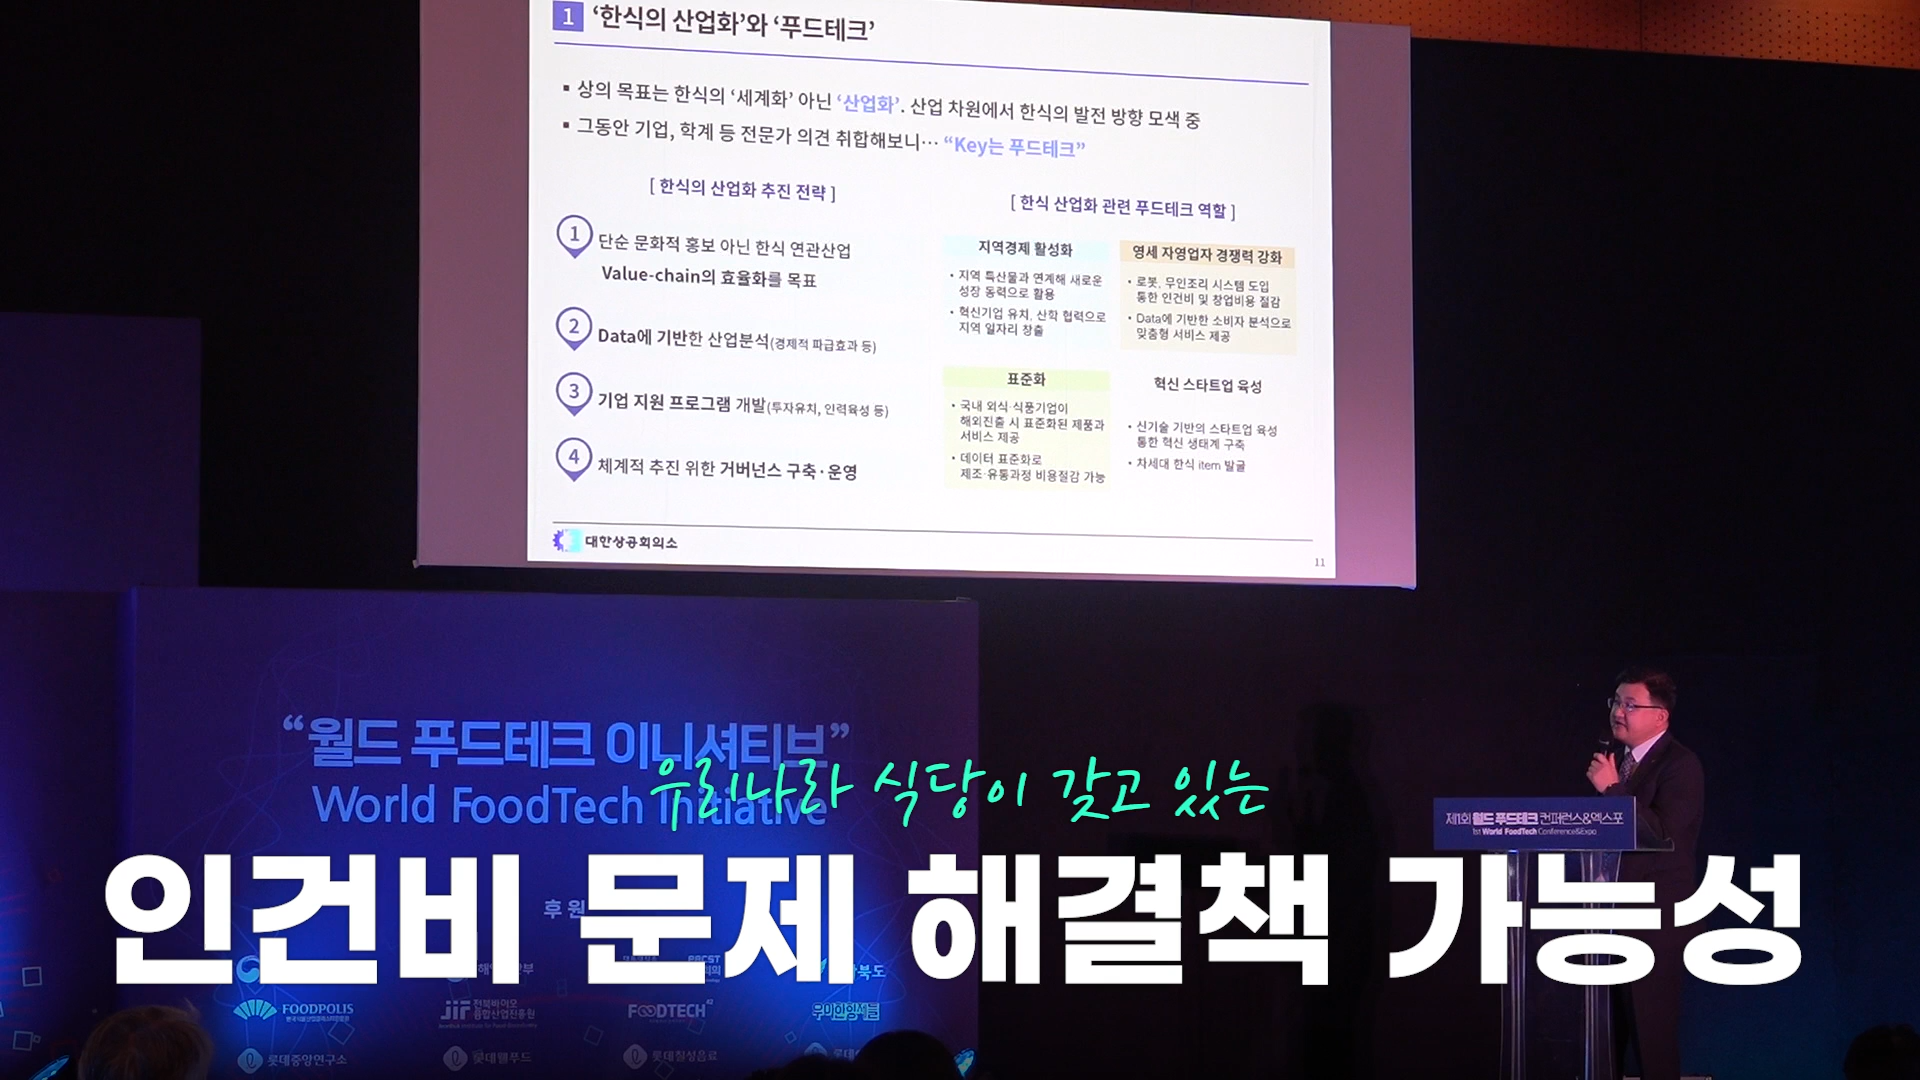 1 ‘한식의 산업화’와 ‘푸드테크’
▪ 상의 목표는 한식의 ‘세계화’ 아닌 ‘산업화’. 산업 차원에서 한식의 발전 방향 모색 중
▪ 그동안 기업, 학계 등 전문가 의견 취합해보니… “Key는 푸드테크”
[ 한식의 산업화 추진 전략 ]
1 단순 문화적 홍보 아닌 한식 연관산업
Value-chain의 효율화를 목표
2 Data에 기반한 산업분석(경제적 파급효과 등)
3 기업 지원 프로그램 개발(투자유치, 인력육성 등)
4 체계적 추진 위한 거버넌스 구축·운영
[ 한식 산업화 관련 푸드테크 역할 ]
지역경제 활성화
• 지역 특산물과 연계해 새로운
성장 동력으로 활용
• 혁신기업 유치, 산학 협력으로
지역 일자리 창출
영세 자영업자 경쟁력 강화
• 로봇, 무인조리 시스템 도입
통한 인건비 및 창업비용 절감
• Data에 기반한 소비자 분석으로
맞춤형 서비스 제공
표준화
• 국내 외식·식품기업이
해외진출 시 표준화된 제품과
서비스 제공
• 데이터 표준화로
제조·유통과정 비용절감 가능
혁신 스타트업 육성
• 신기술 기반의 스타트업 육성
통한 혁신 생태계 구축
• 차세대 한식 item 발굴
대한상공회의소
11
“월드 푸드테크 이니셔티브”
World FoodTech Initiative
우리나라 식당이 갖고 있는
제1회 월드 푸드테크 컨퍼런스&엑스포
1st World FoodTech Conference&Expo
인건비 문제 해결책 가능성
후원
FOODPOLIS
JIF 전북바이오
융합산업진흥원
FOODTECH
우아한형제들
롯데중앙연구소
롯데웰푸드
롯데칠성음료